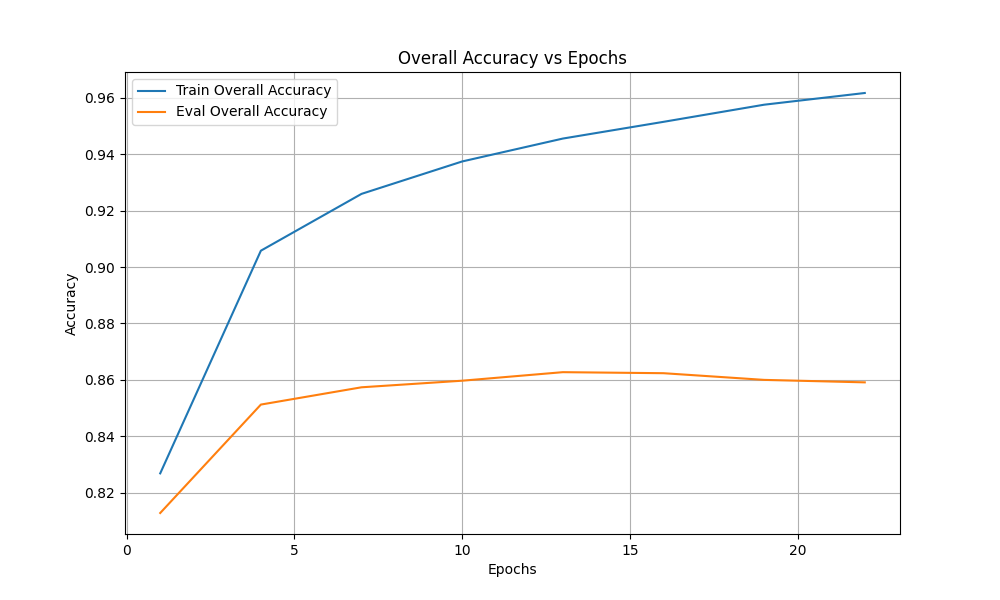 Overall Accuracy vs Epochs
Train Overall Accuracy
Eval Overall Accuracy
Accuracy
0.96
0.94
0.92
0.90
0.88
0.86
0.84
0.82
0
5
10
15
20
Epochs